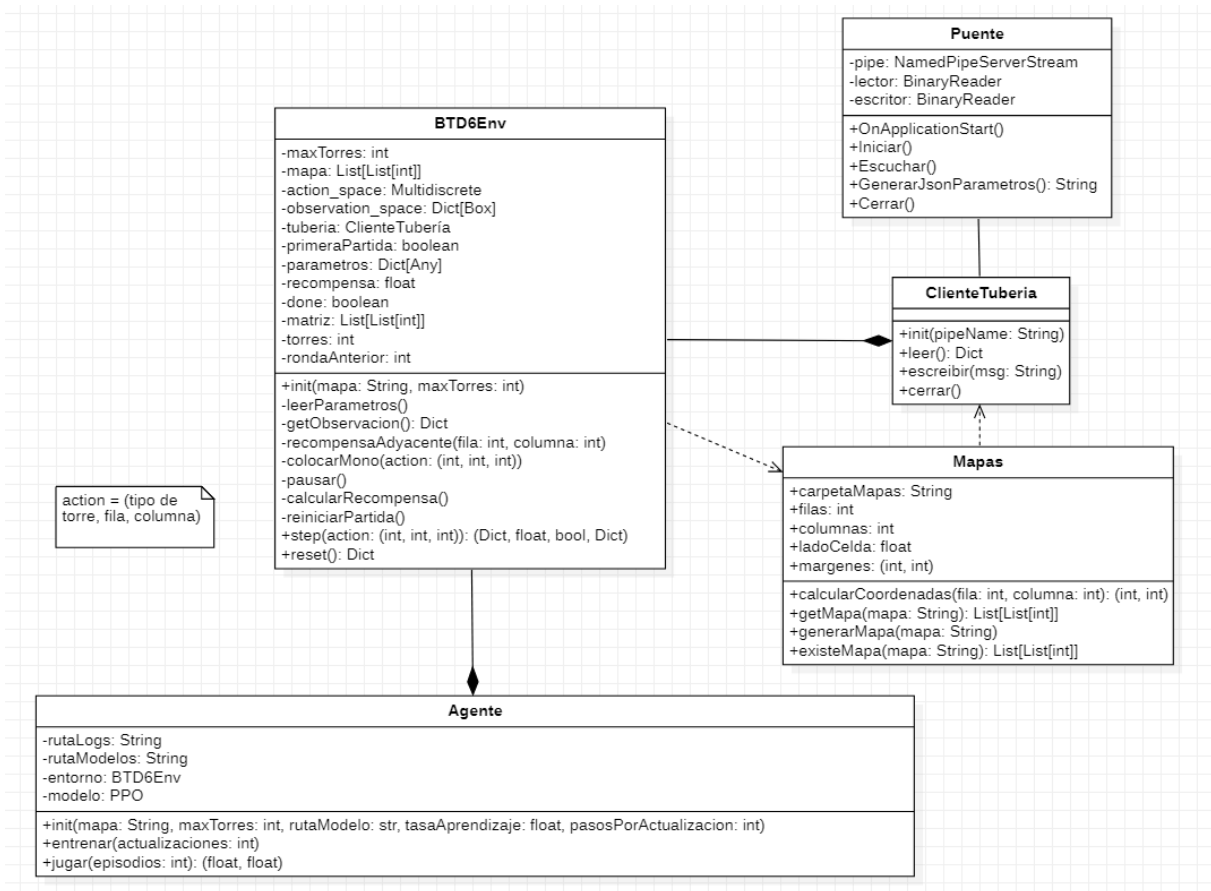 Puente
-pipe: NamedPipeServerStream
-lector: BinaryReader
-escritor: BinaryReader
+OnApplicationStart()
+Iniciar()
+Escuchar()
+GenerarJsonParametros(): String
+Cerrar()
BTD6Env
-maxTorres: int
-mapa: List[List[int]]
-action_space: Multidiscrete
-observation_space: Dict[Box]
-tuberia: ClienteTubería
-primeraPartida: boolean
-parametros: Dict[Any]
-recompensa: float
-done: boolean
-matriz: List[List[int]]
-torres: int
-rondaAnterior: int
+init(mapa: String, maxTorres: int)
-leerParametros()
-getObservacion(): Dict
-recompensaAdyacente(fila: int, columna: int)
-colocarMono(action: (int, int, int))
-pausar()
-calcularRecompensa()
-reiniciarPartida()
+step(action: (int, int, int)): (Dict, float, bool, Dict)
+reset(): Dict
ClienteTuberia
+init(pipeName: String)
+leer(): Dict
+escreibir(msg: String)
+cerrar()
Mapas
+carpetaMapas: String
+filas: int
+columnas: int
+ladoCelda: float
+margenes: (int, int)
+calcularCoordenadas(fila: int, columna: int): (int, int)
+getMapa(mapa: String): List[List[int]]
+generarMapa(mapa: String)
+existeMapa(mapa: String): List[List[int]]
action = (tipo de
torre, fila, columna)
Agente
-rutaLogs: String
-rutaModelos: String
-entorno: BTD6Env
-modelo: PPO
+init(mapa: String, maxTorres: int, rutaModelo: str, tasaAprendizaje: float, pasosPorActualizacion: int)
+entrenar(actualizaciones: int)
+jugar(episodios: int): (float, float)